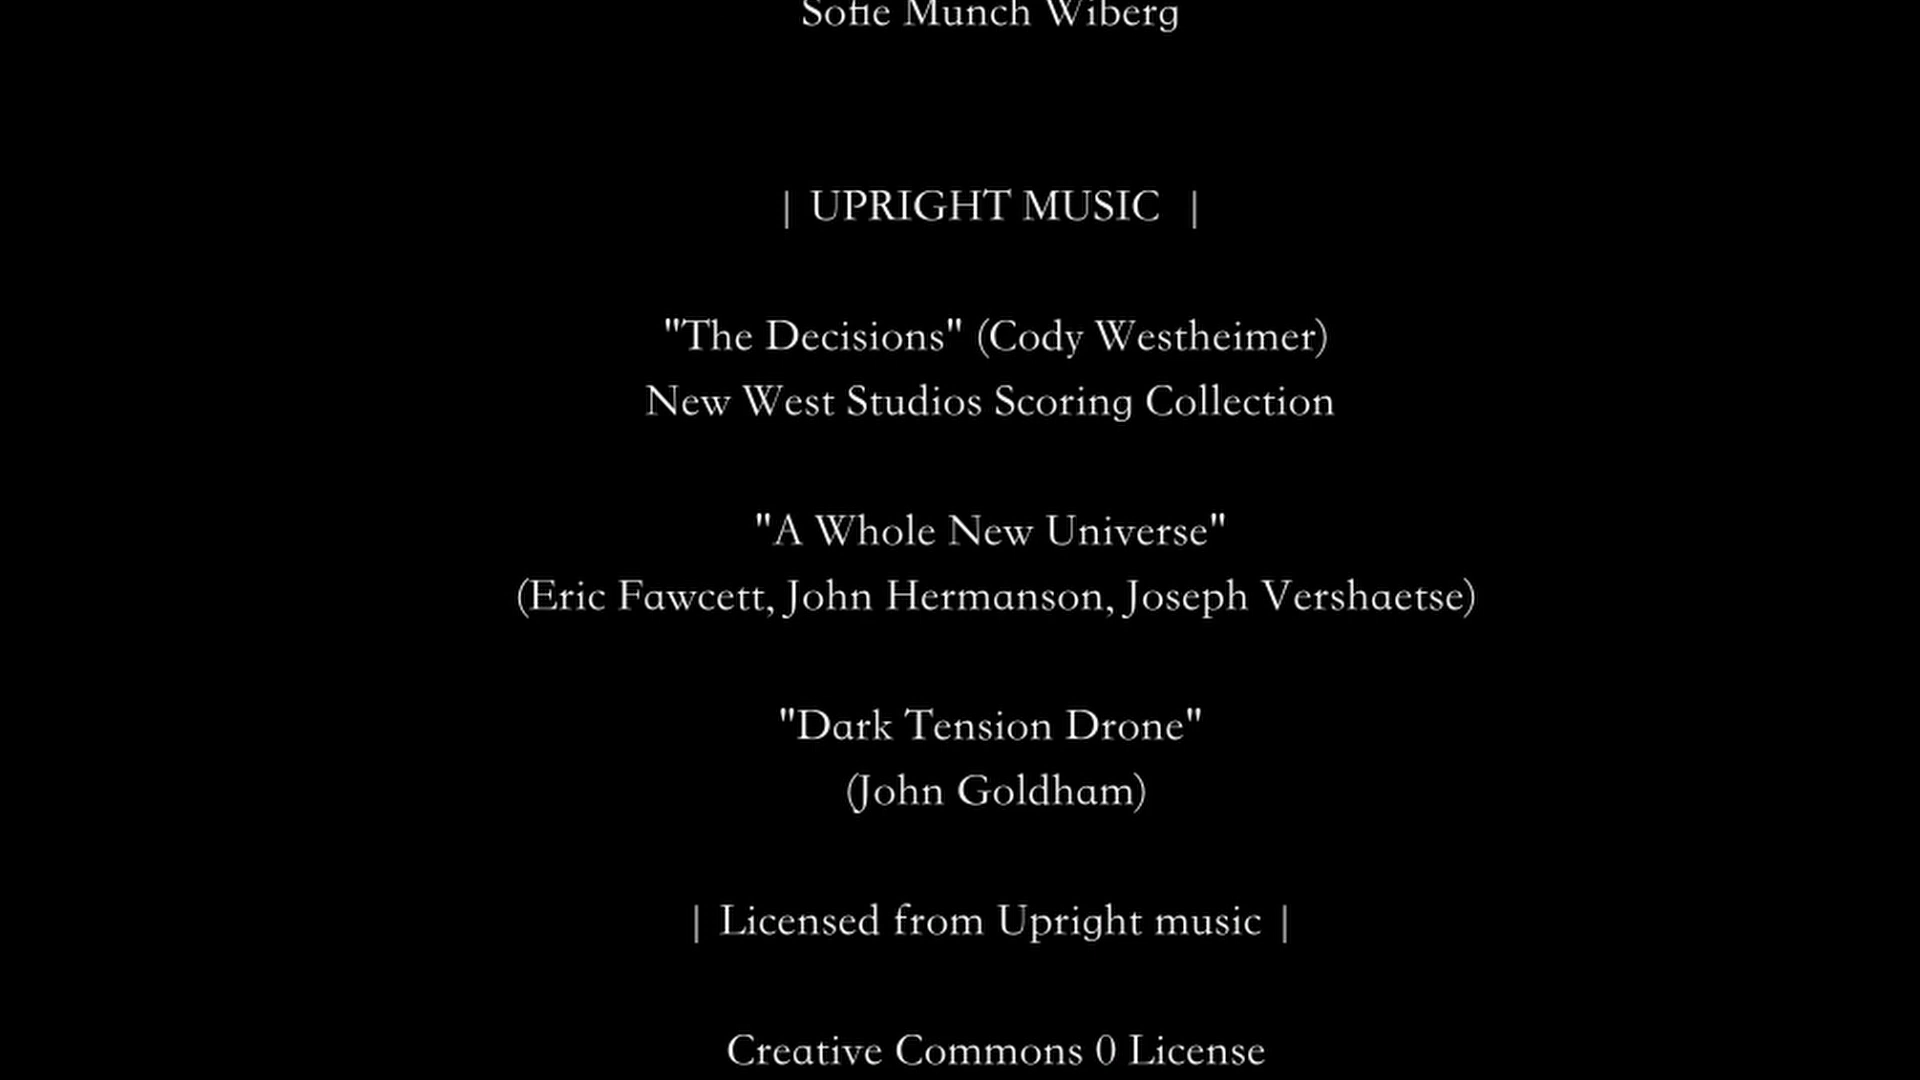 Sofie Munch Wiberg
| UPRIGHT MUSIC |
"The Decisions" (Cody Westheimer)
New West Studios Scoring Collection
"A Whole New Universe"
(Eric Fawcett, John Hermanson, Joseph Vershaetse)
"Dark Tension Drone"
(John Goldham)
| Licensed from Upright music |
Creative Commons 0 License